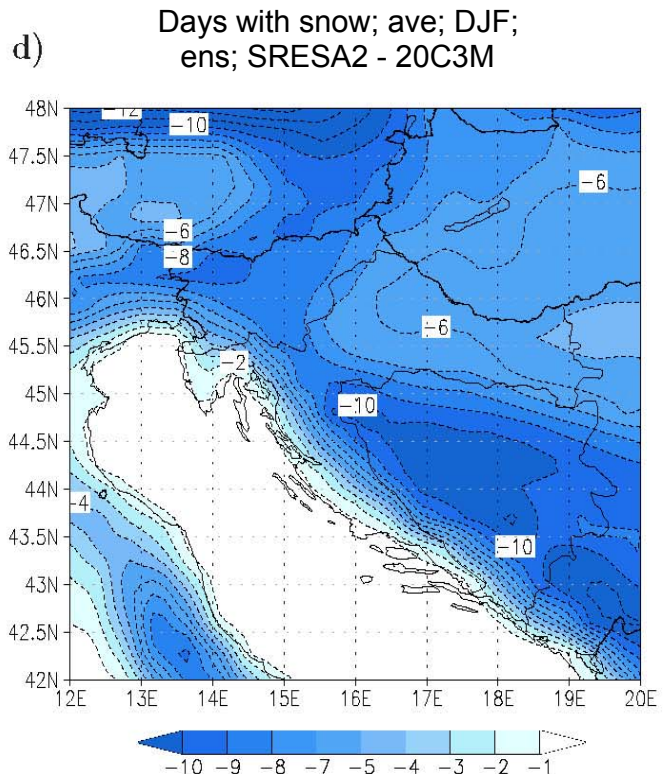 d)
Days with snow; ave; DJF;
ens; SRESA2 - 20C3M
48N
47.5N
47N
46.5N
46N
45.5N
45N
44.5N
44N
43.5N
43N
42.5N
42N
-12
-10
-6
-6
-8
-6
-2
-10
-4
-10
12E 13E 14E 15E 16E 17E 18E 19E 20E
-10 -9 -8 -7 -5 -4 -3 -2 -1